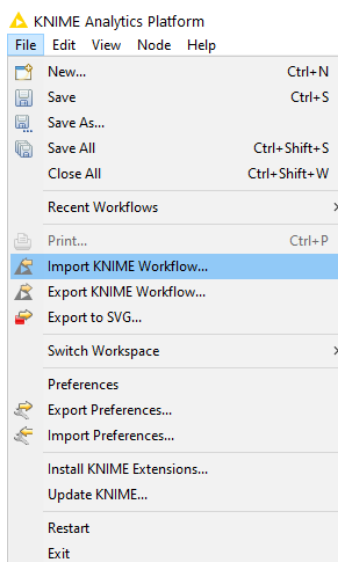 KNIME Analytics Platform
File Edit View Node Help
New... Ctrl+N
Save Ctrl+S
Save As...
Save All Ctrl+Shift+S
Close All Ctrl+Shift+W
Recent Workflows
Print... Ctrl+P
Import KNIME Workflow...
Export KNIME Workflow...
Export to SVG...
Switch Workspace
Preferences
Export Preferences...
Import Preferences...
Install KNIME Extensions...
Update KNIME...
Restart
Exit